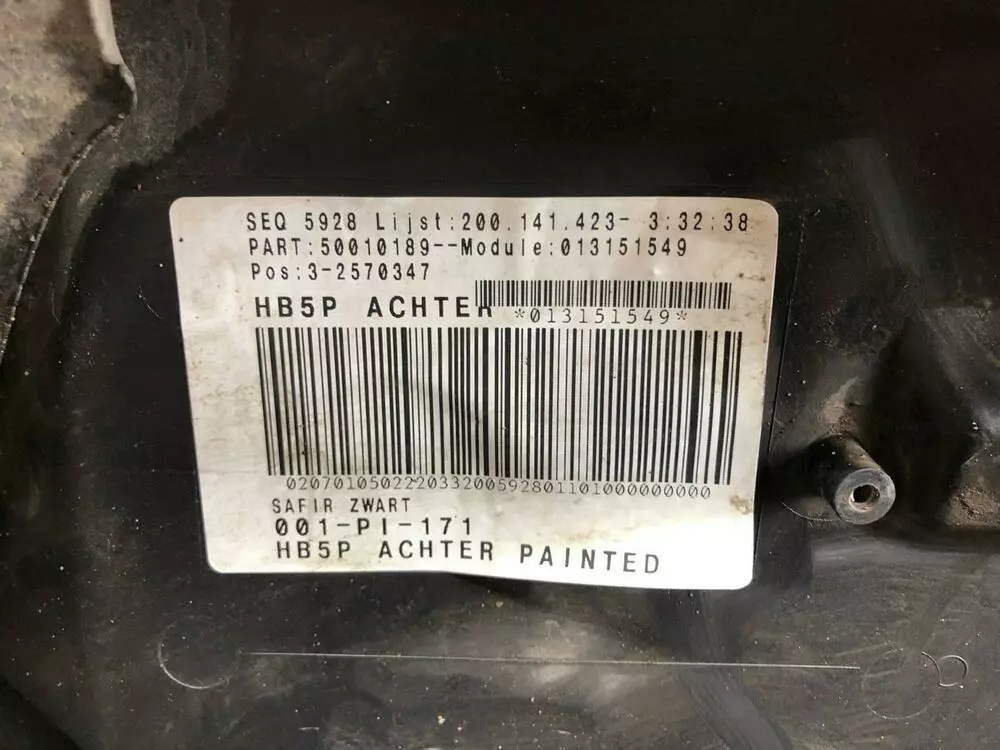 SEQ 5928 Lijst:200.141.423- 3:32:38
PART:50010189--Module:013151549
Pos:3-2570347
HB5P ACHTER
*013151549*
0207010502220332005928011010000000000
SAFIR ZWART
001-PI-171
HB5P ACHTER PAINTED